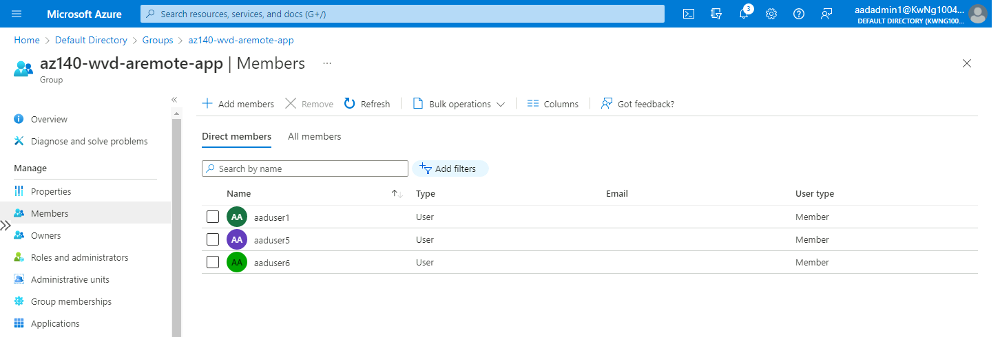 Microsoft Azure
Search resources, services, and docs (G+/)
3
aadadmin1@KwNg1004...
DEFAULT DIRECTORY (KWNG100...
Home > Default Directory > Groups > az140-wvd-aremote-app
az140-wvd-aremote-app | Members ...
Group
Overview
Diagnose and solve problems
Manage
Properties
Members
Owners
Roles and administrators
Administrative units
Group memberships
Applications
Add members Remove Refresh Bulk operations Columns Got feedback?
Direct members All members
Search by name Add filters
Name Type Email User type
AA aaduser1 User Member
AA aaduser5 User Member
AA aaduser6 User Member